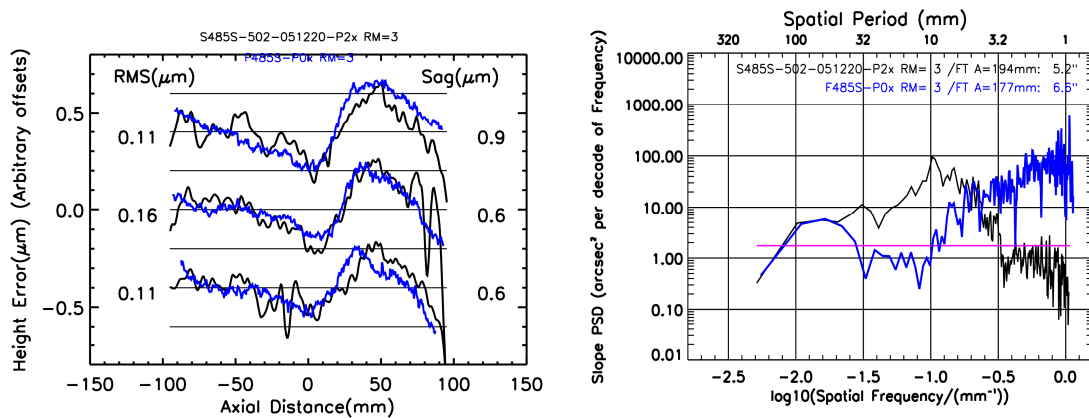 S485S-502-051220-P2x RM=3
F485S-P0x RM=3
RMS(μm)
Sag(μm)
0.11
0.9
0.16
0.6
0.11
0.6
0.5
0.0
−0.5
Height Error(μm) (Arbitrary offsets)
−150 −100 −50 0 50 100 150
Axial Distance(mm)
Spatial Period (mm)
320 100 32 10 3.2 1
S485S-502-051220-P2x RM= 3 /FT A=194mm: 5.2"
F485S-P0x RM= 3 /FT A=177mm: 6.5"
10000.00
1000.00
100.00
10.00
1.00
0.10
0.01
Slope PSD (arcsec² per decade of Frequency)
−2.5 −2.0 −1.5 −1.0 −0.5 0.0
log10(Spatial Frequency/(mm⁻¹))